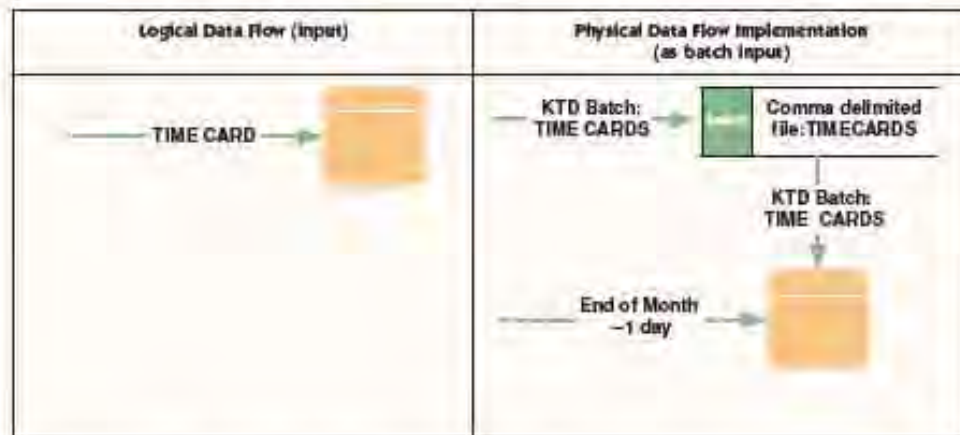 Logical Data Flow (Input)
Physical Data Flow Implementation
(as batch input)
TIME CARD
KTD Batch:
TIME CARDS
Comma delimited
file:TIMECARDS
KTD Batch:
TIME CARDS
End of Month
–1 day